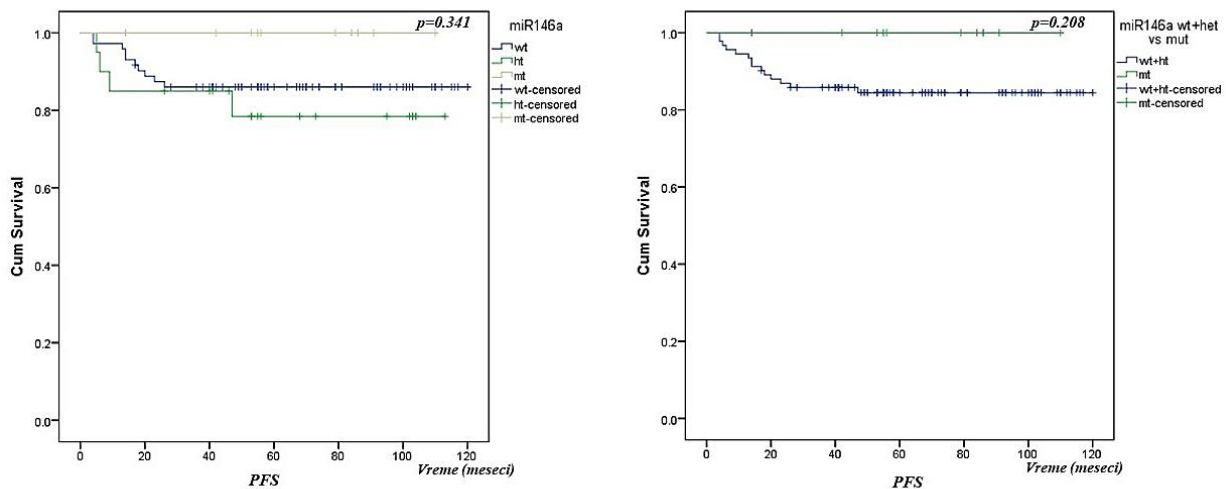 p=0.341
miR146a
wt
ht
mt
wt-censored
ht-censored
mt-censored
1.0
0.8
0.6
0.4
0.2
0.0
Cum Survival
0 20 40 60 80 100 120
PFS
Vreme (meseci)
p=0.208
miR146a wt+het
vs mut
wt+ht
mt
wt+ht-censored
mt-censored
1.0
0.8
0.6
0.4
0.2
0.0
Cum Survival
0 20 40 60 80 100 120
PFS
Vreme (meseci)